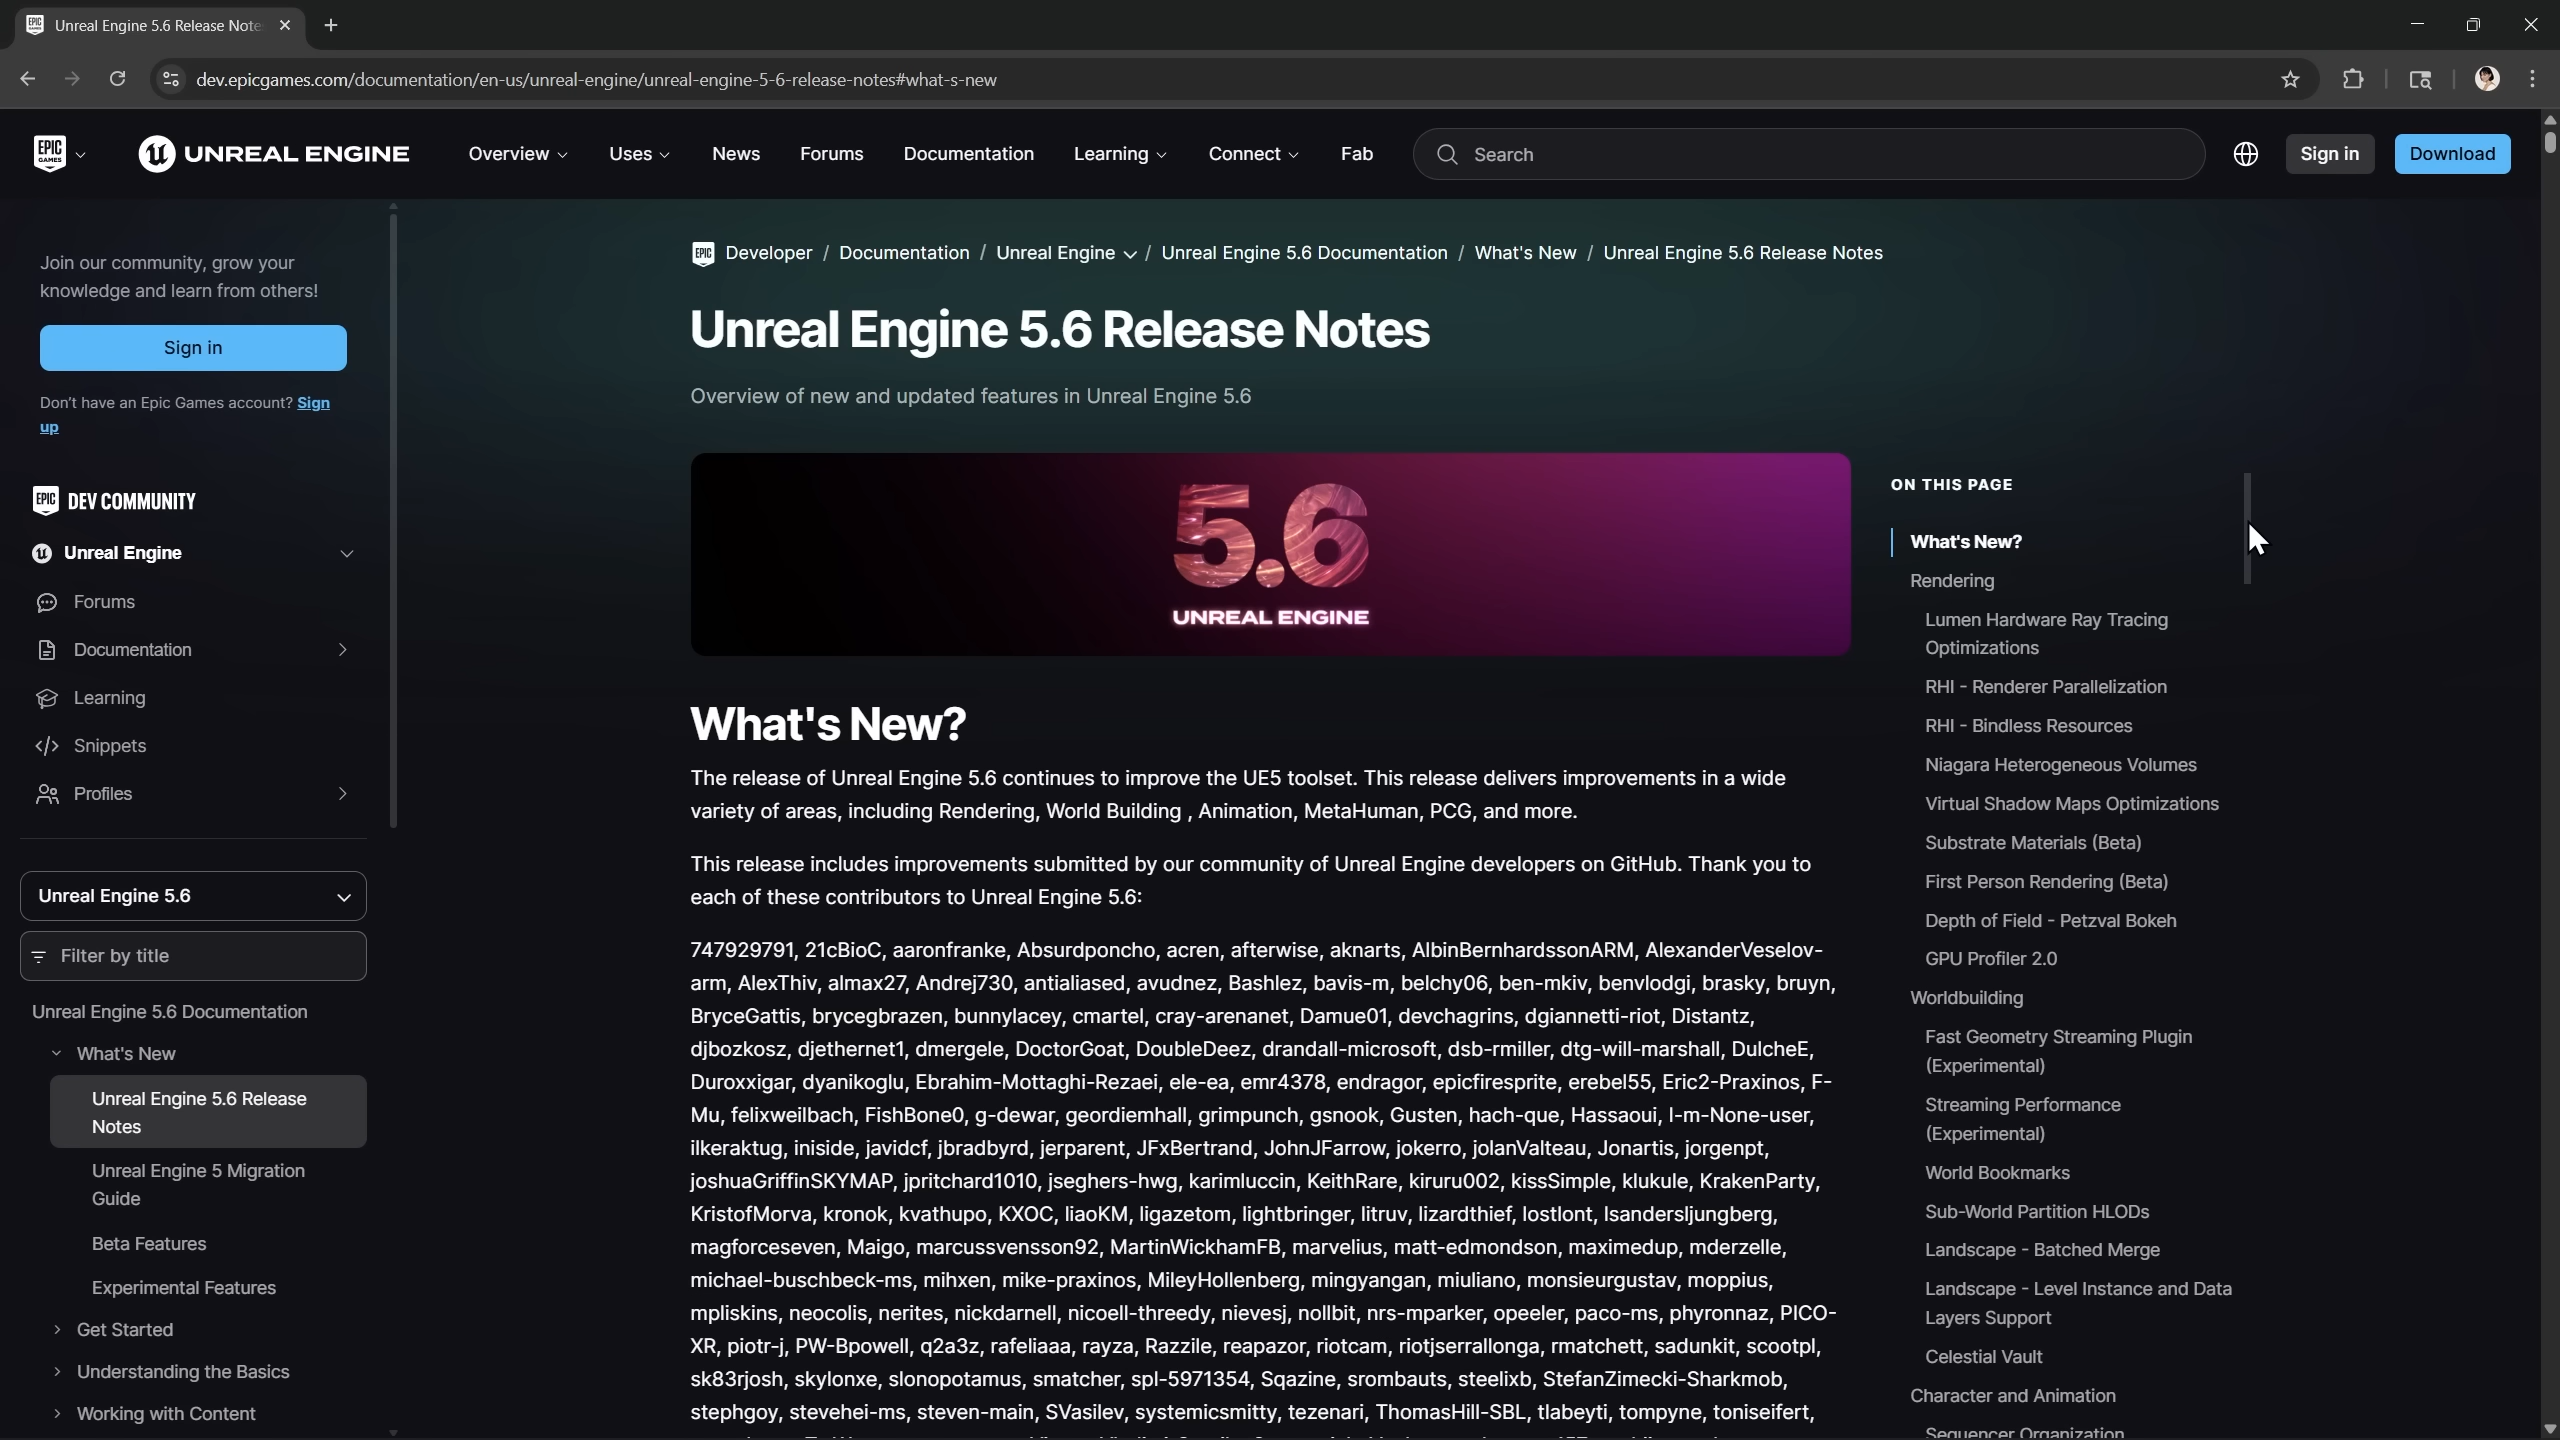 Unreal Engine 5.6 Release Note
dev.epicgames.com/documentation/en-us/unreal-engine/unreal-engine-5-6-release-notes#what-s-new
EPIC GAMES
UNREAL ENGINE
Overview
Uses
News
Forums
Documentation
Learning
Connect
Fab
Search
Sign in
Download
Join our community, grow your
knowledge and learn from others!
Sign in
Don't have an Epic Games account? Sign
up
EPIC DEV COMMUNITY
Unreal Engine
Forums
Documentation
Learning
Snippets
Profiles
Unreal Engine 5.6
Filter by title
Unreal Engine 5.6 Documentation
What's New
Unreal Engine 5.6 Release
Notes
Unreal Engine 5 Migration
Guide
Beta Features
Experimental Features
Get Started
Understanding the Basics
Working with Content
EPIC Developer / Documentation / Unreal Engine / Unreal Engine 5.6 Documentation / What's New / Unreal Engine 5.6 Release Notes
Unreal Engine 5.6 Release Notes
Overview of new and updated features in Unreal Engine 5.6
5.6
UNREAL ENGINE
What's New?
The release of Unreal Engine 5.6 continues to improve the UE5 toolset. This release delivers improvements in a wide
variety of areas, including Rendering, World Building , Animation, MetaHuman, PCG, and more.
This release includes improvements submitted by our community of Unreal Engine developers on GitHub. Thank you to
each of these contributors to Unreal Engine 5.6:
747929791, 21cBioC, aaronfranke, Absurdponcho, acren, afterwise, aknarts, AlbinBernhardssonARM, AlexanderVeselov-
arm, AlexThiv, almax27, Andrej730, antialiased, avudnez, Bashlez, bavis-m, belchy06, ben-mkiv, benvlodgi, brasky, bruyn,
BryceGattis, brycegbrazen, bunnylacey, cmartel, cray-arenanet, Damue01, devchagrins, dgiannetti-riot, Distantz,
djbozkosz, djethernet1, dmergele, DoctorGoat, DoubleDeez, drandall-microsoft, dsb-rmiller, dtg-will-marshall, DulcheE,
Duroxxigar, dyanikoglu, Ebrahim-Mottaghi-Rezaei, ele-ea, emr4378, endragor, epicfiresprite, erebel55, Eric2-Praxinos, F-
Mu, felixweilbach, FishBone0, g-dewar, geordiemhall, grimpunch, gsnook, Gusten, hach-que, Hassaoui, I-m-None-user,
ilkeraktug, iniside, javidcf, jbradbyrd, jerparent, JFxBertrand, JohnJFarrow, jokerro, jolanValteau, Jonartis, jorgenpt,
joshuaGriffinSKYMAP, jpritchard1010, jseghers-hwg, karimluccin, KeithRare, kiruru002, kissSimple, klukule, KrakenParty,
KristofMorva, kronok, kvathupo, KXOC, liaoKM, ligazetom, lightbringer, litruv, lizardthief, lostlont, lsandersljungberg,
magforceseven, Maigo, marcussvensson92, MartinWickhamFB, marvelius, matt-edmondson, maximedup, mderzelle,
michael-buschbeck-ms, mihxen, mike-praxinos, MileyHollenberg, mingyangan, miuliano, monsieurgustav, moppius,
mpliskins, neocolis, nerites, nickdarnell, nicoell-threedy, nievesj, nollbit, nrs-mparker, opeeler, paco-ms, phyronnaz, PICO-
XR, piotr-j, PW-Bpowell, q2a3z, rafeliaaa, rayza, Razzile, reapazor, riotcam, riotjserrallonga, rmatchett, sadunkit, scootpl,
sk83rjosh, skylonxe, slonopotamus, smatcher, spl-5971354, Sqazine, srombauts, steelixb, StefanZimecki-Sharkmob,
stephgoy, stevehei-ms, steven-main, SVasilev, systemicsmitty, tezenari, ThomasHill-SBL, tlabeyti, tompyne, toniseifert,
ON THIS PAGE
What's New?
Rendering
Lumen Hardware Ray Tracing
Optimizations
RHI - Renderer Parallelization
RHI - Bindless Resources
Niagara Heterogeneous Volumes
Virtual Shadow Maps Optimizations
Substrate Materials (Beta)
First Person Rendering (Beta)
Depth of Field - Petzval Bokeh
GPU Profiler 2.0
Worldbuilding
Fast Geometry Streaming Plugin
(Experimental)
Streaming Performance
(Experimental)
World Bookmarks
Sub-World Partition HLODs
Landscape - Batched Merge
Landscape - Level Instance and Data
Layers Support
Celestial Vault
Character and Animation
Sequencer Organization